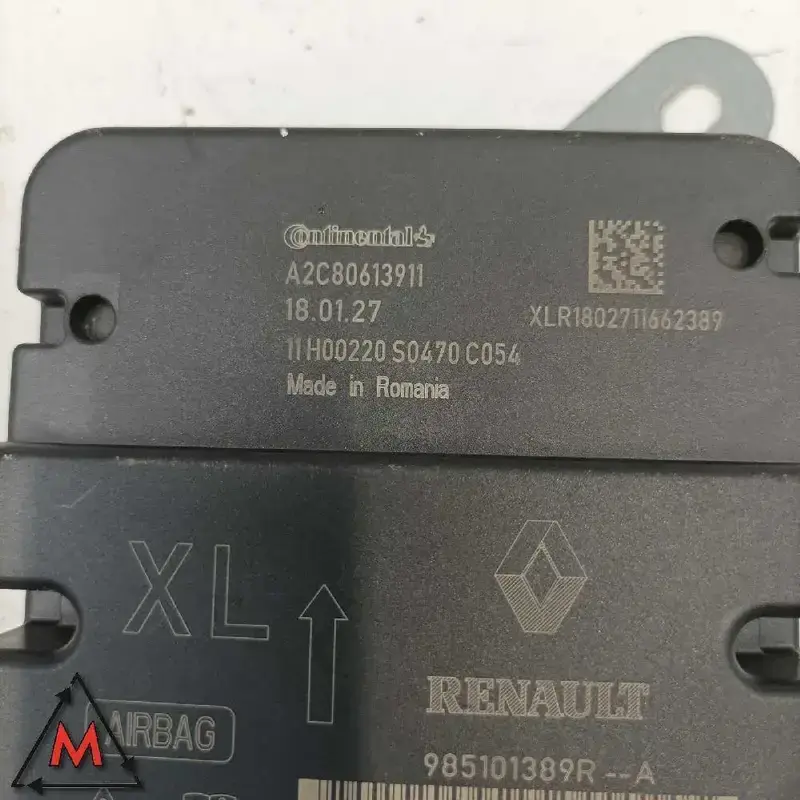 Continental
A2C80613911
18.01.27
XLR1802711662389
11H00220 S0470 C054
Made in Romania
XL
RENAULT
AIRBAG
985101389R --A
M